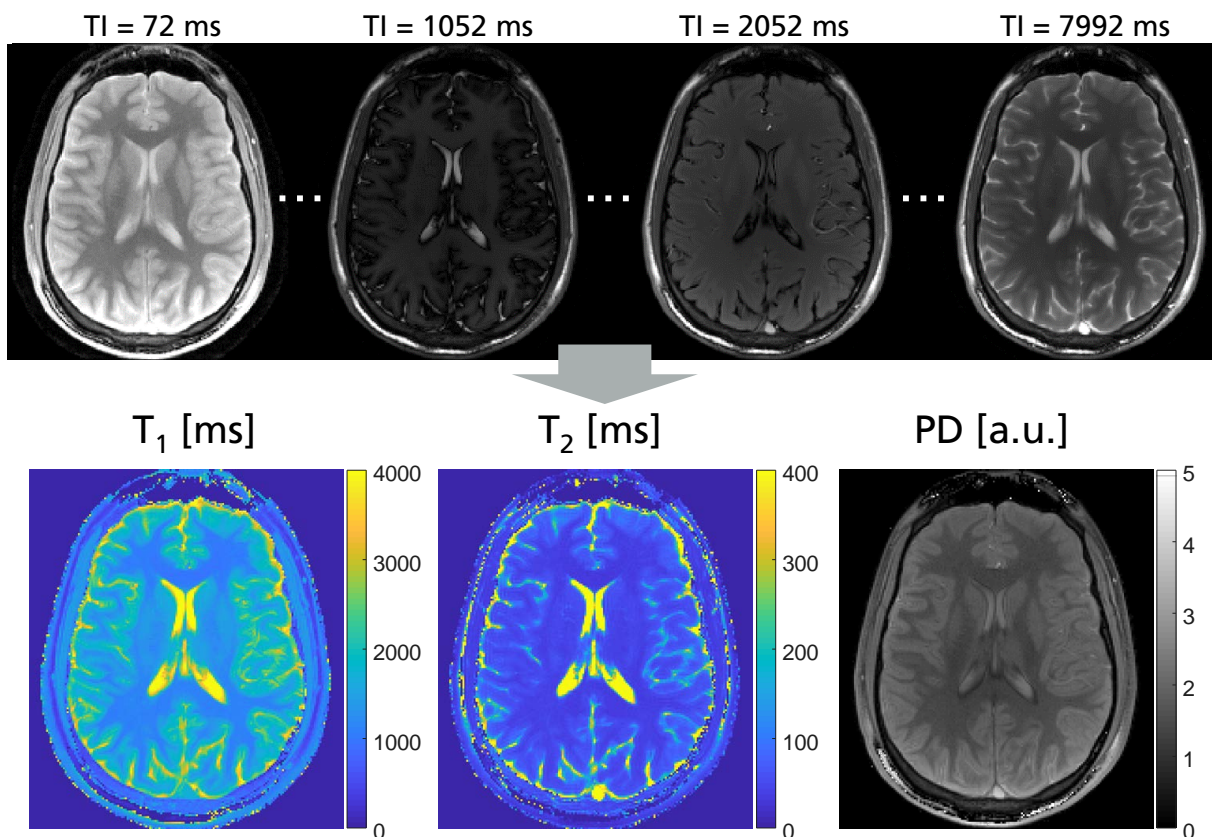 TI = 72 ms TI = 1052 ms TI = 2052 ms TI = 7992 ms
... ... ...
T₁ [ms] T₂ [ms] PD [a.u.]
4000 400 5
4
3000 300
3
2000 200
2
1000 100
1
0 0 0